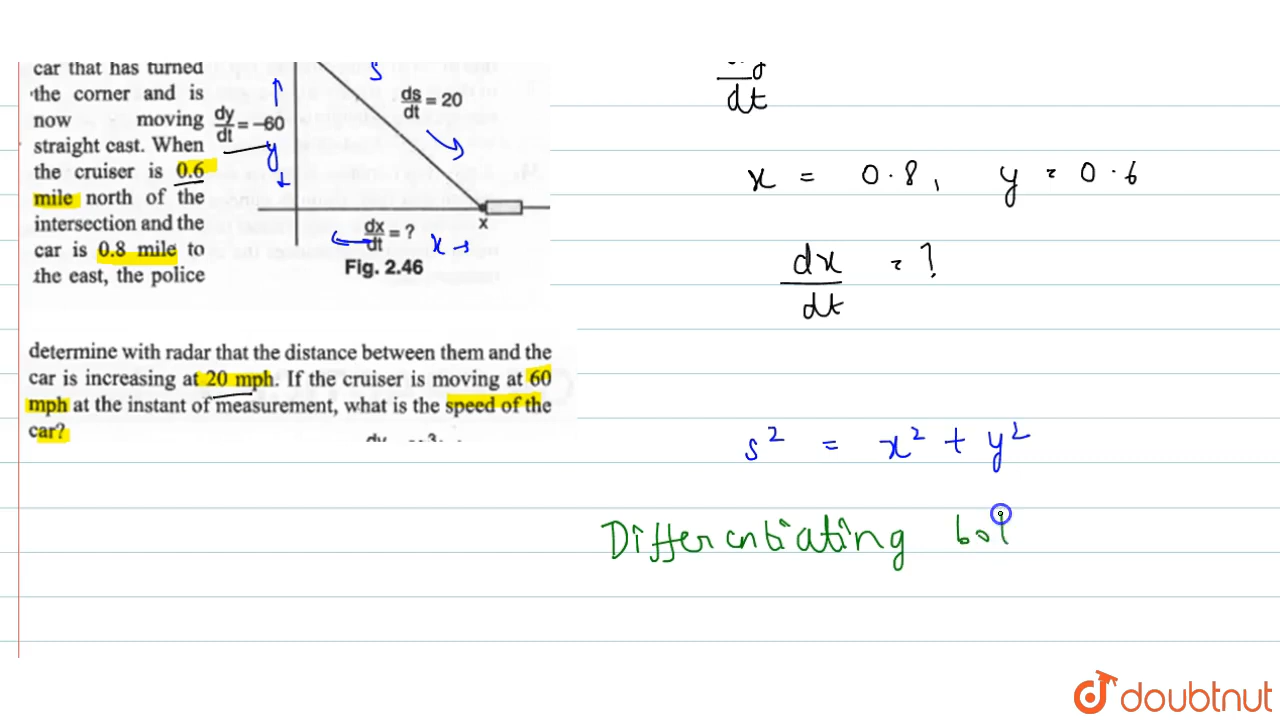 car that has turned
the corner and is
now moving
straight cast. When
the cruiser is 0.6
mile north of the
intersection and the
car is 0.8 mile to
the east, the police
dy/dt = -60
y
s
ds/dt = 20
dx/dt = ?
x
x
Fig. 2.46
determine with radar that the distance between them and the
car is increasing at 20 mph. If the cruiser is moving at 60
mph at the instant of measurement, what is the speed of the
car?
dt
x = 0.8, y = 0.6
dx/dt = ?
s² = x² + y²
Differentiating bot
doubtnut